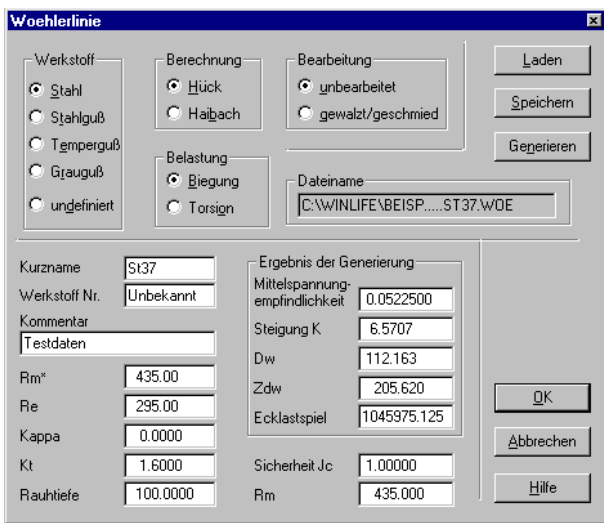 Woehlerlinie
Werkstoff
Stahl
Stahlguß
Temperguß
Grauguß
undefiniert
Berechnung
Hück
Haibach
Bearbeitung
unbearbeitet
gewalzt/geschmied
Belastung
Biegung
Torsion
Dateiname
C:\WINLIFE\BEISP.....ST37.WOE
Laden
Speichern
Generieren
Kurzname St37
Werkstoff Nr. Unbekannt
Kommentar
Testdaten
Rm* 435.00
Re 295.00
Kappa 0.0000
Kt 1.6000
Rauhtiefe 100.0000
Ergebnis der Generierung
Mittelspannung-
empfindlichkeit 0.0522500
Steigung K 6.5707
Dw 112.163
Zdw 205.620
Ecklastspiel 1045975.125
Sicherheit Jc 1.00000
Rm 435.000
OK
Abbrechen
Hilfe